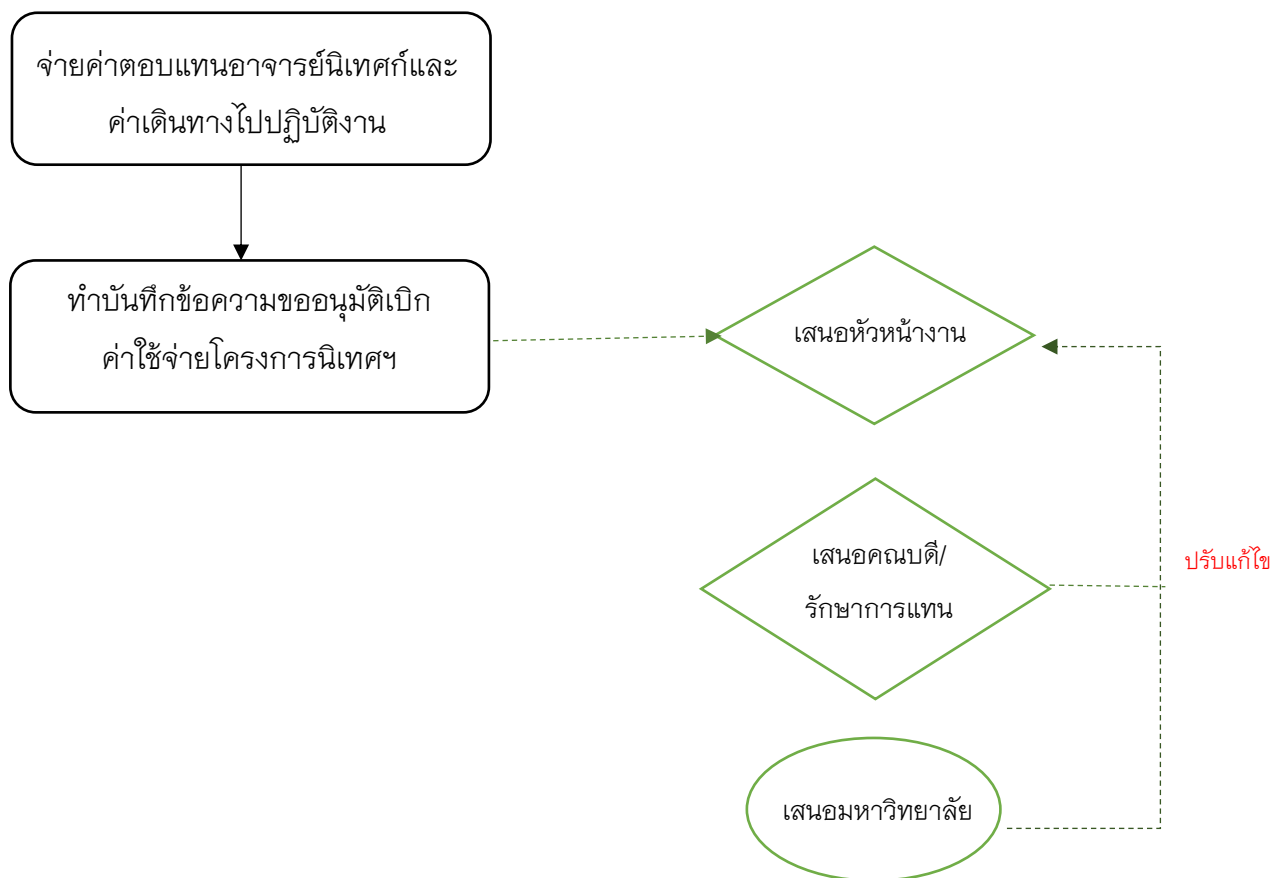 จ่ายค่าตอบแทนอาจารย์นิเทศก์และ
ค่าเดินทางไปปฏิบัติงาน
ทำบันทึกข้อความขออนุมัติเบิก
ค่าใช้จ่ายโครงการนิเทศฯ
เสนอหัวหน้างาน
เสนอคณบดี/
รักษาการแทน
ปรับแก้ไข
เสนอมหาวิทยาลัย